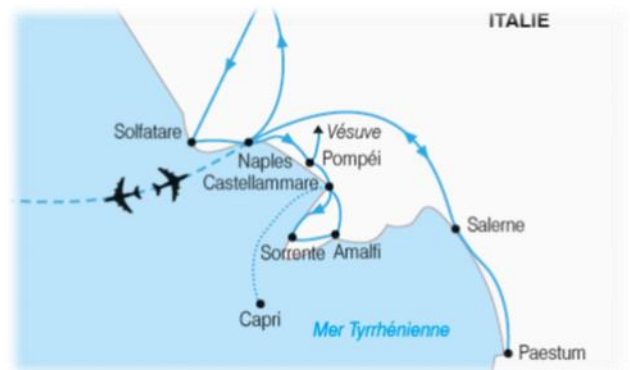 ITALIE
Solfatare
Vésuve
Naples
Pompéi
Castellammare
Salerne
Sorrente
Amalfi
Capri
Mer Tyrrhénienne
Paestum